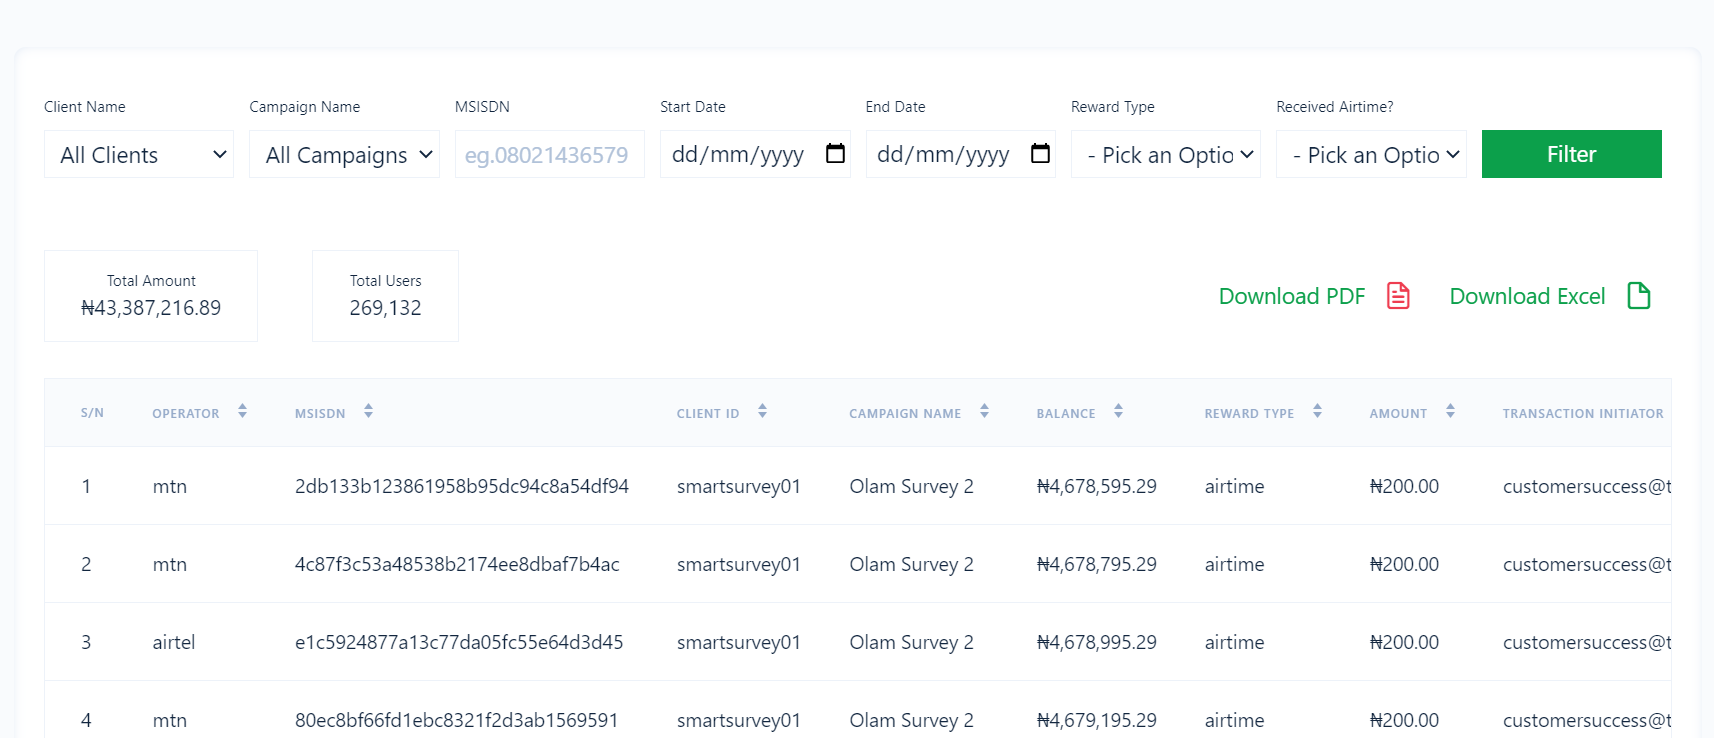 Client Name Campaign Name MSISDN Start Date End Date Reward Type Received Airtime?
All Clients All Campaigns eg.08021436579 dd/mm/yyyy dd/mm/yyyy - Pick an Optio - Pick an Optio Filter
Total Amount Total Users
₦43,387,216.89 269,132
Download PDF Download Excel
S/N OPERATOR MSISDN CLIENT ID CAMPAIGN NAME BALANCE REWARD TYPE AMOUNT TRANSACTION INITIATOR
1 mtn 2db133b123861958b95dc94c8a54df94 smartsurvey01 Olam Survey 2 ₦4,678,595.29 airtime ₦200.00 customersuccess@t
2 mtn 4c87f3c53a48538b2174ee8dbaf7b4ac smartsurvey01 Olam Survey 2 ₦4,678,795.29 airtime ₦200.00 customersuccess@t
3 airtel e1c5924877a13c77da05fc55e64d3d45 smartsurvey01 Olam Survey 2 ₦4,678,995.29 airtime ₦200.00 customersuccess@t
4 mtn 80ec8bf66fd1ebc8321f2d3ab1569591 smartsurvey01 Olam Survey 2 ₦4,679,195.29 airtime ₦200.00 customersuccess@t